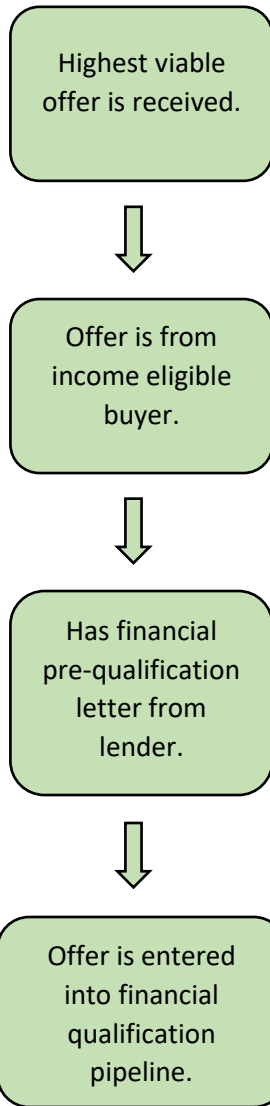 Highest viable
offer is received.
Offer is from
income eligible
buyer.
Has financial
pre-qualification
letter from
lender.
Offer is entered
into financial
qualification
pipeline.